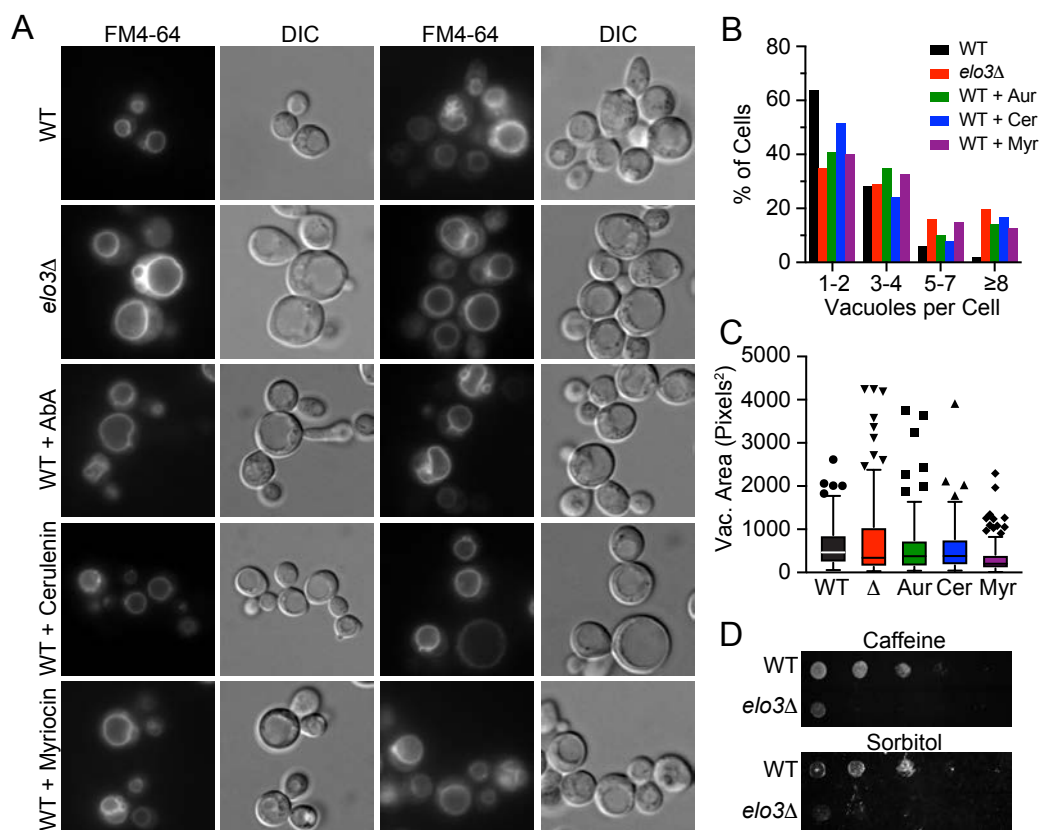 A
FM4-64 DIC FM4-64 DIC
WT
elo3Δ
WT + AbA
WT + Cerulenin
WT + Myriocin
B
% of Cells
80
60
40
20
0
1-2 3-4 5-7 ≥8
Vacuoles per Cell
WT
elo3Δ
WT + Aur
WT + Cer
WT + Myr
C
Vac. Area (Pixels²)
5000
4000
3000
2000
1000
0
WT Δ Aur Cer Myr
D
Caffeine
WT
elo3Δ
Sorbitol
WT
elo3Δ